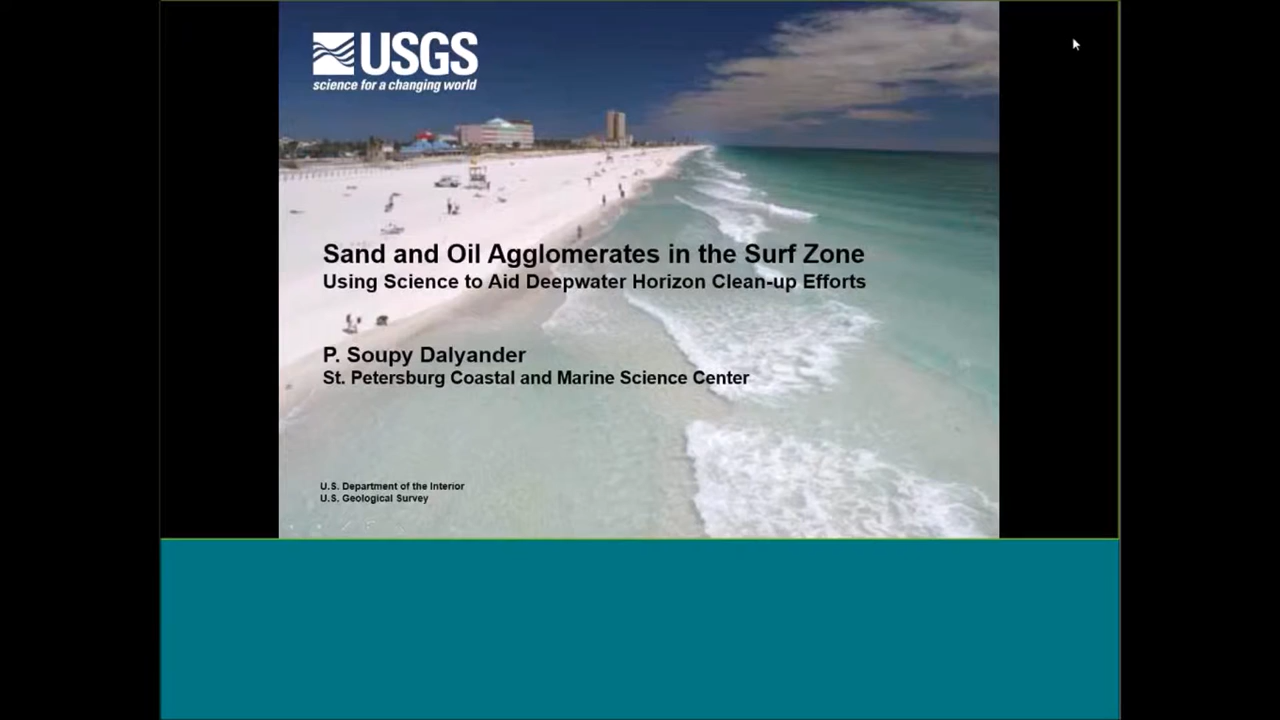 USGS
science for a changing world
Sand and Oil Agglomerates in the Surf Zone
Using Science to Aid Deepwater Horizon Clean-up Efforts
P. Soupy Dalyander
St. Petersburg Coastal and Marine Science Center
U.S. Department of the Interior
U.S. Geological Survey